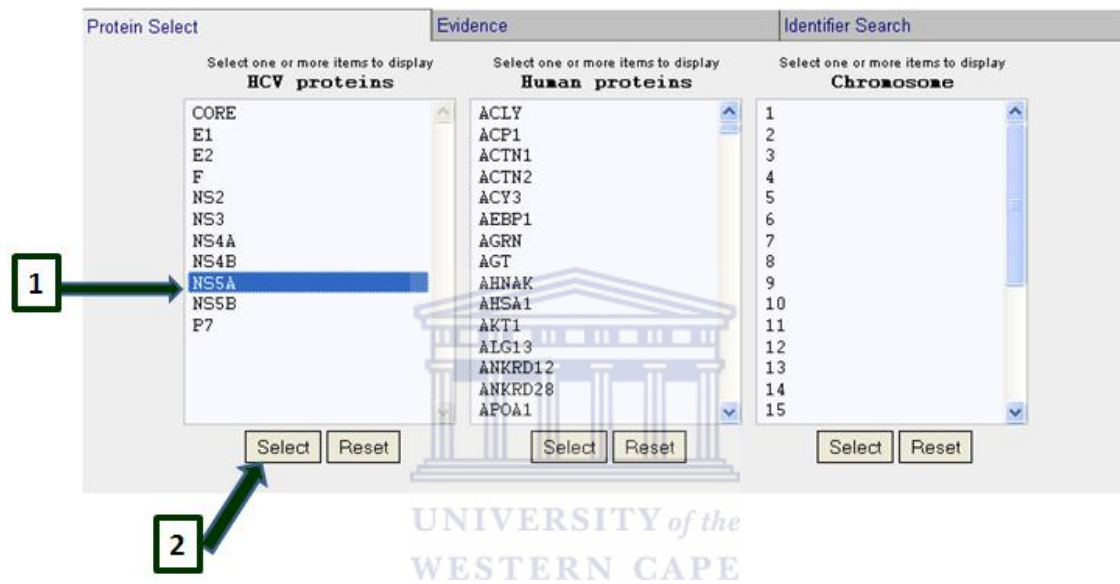 Protein Select
Evidence
Identifier Search
Select one or more items to display
HCV proteins
CORE
E1
E2
F
NS2
NS3
NS4A
NS4B
NS5A
NS5B
P7
Select
Reset
Select one or more items to display
Human proteins
ACLY
ACP1
ACTN1
ACTN2
ACY3
AEBP1
AGRN
AGT
AHNAK
AHSA1
AKT1
ALG13
ANKRD12
ANKRD28
APOA1
Select
Reset
Select one or more items to display
Chromosome
1
2
3
4
5
6
7
8
9
10
11
12
13
14
15
Select
Reset
1
2
UNIVERSITY of the
WESTERN CAPE